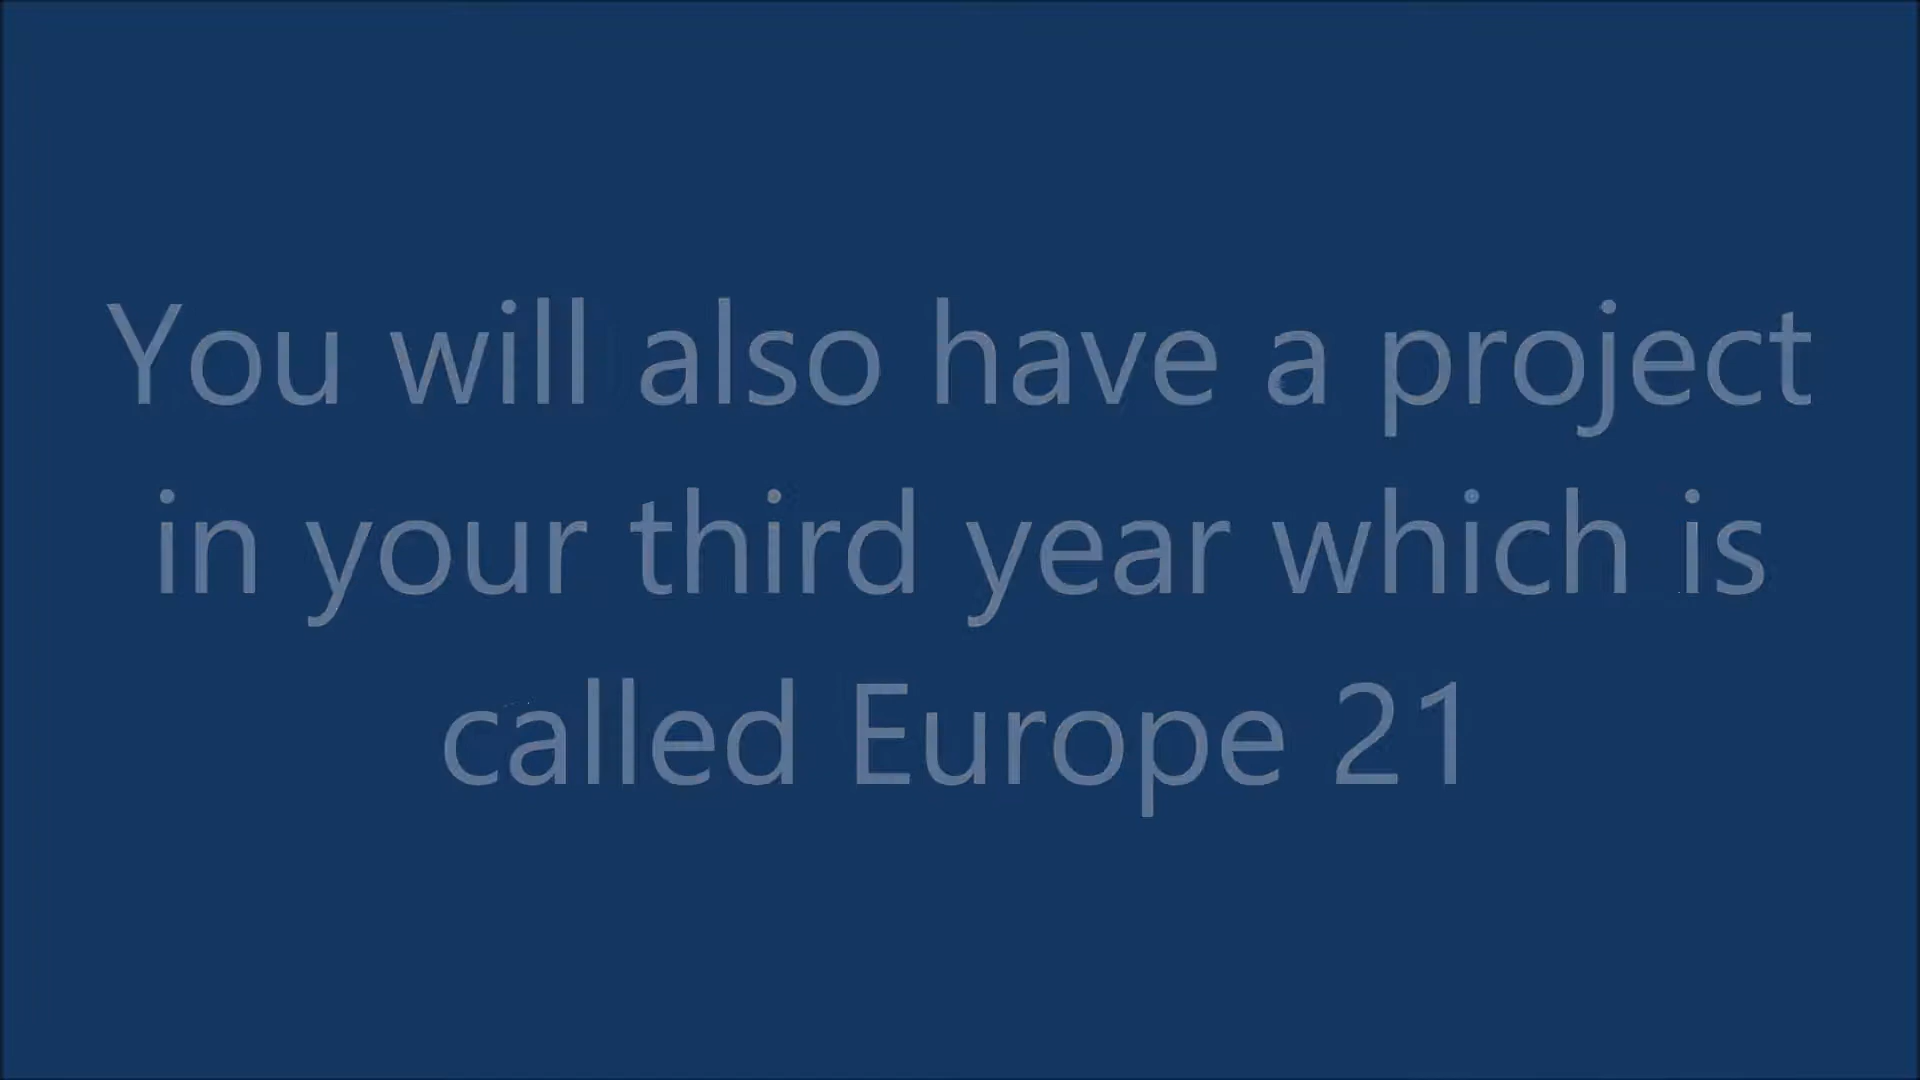 You will also have a project
in your third year which is
called Europe 21